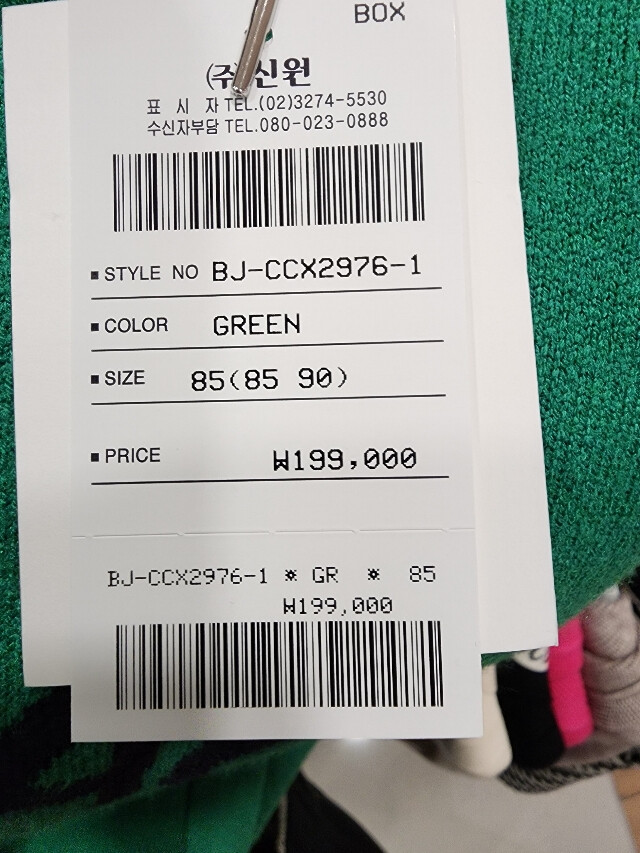 BOX
(주)신원
표 시 자 TEL.(02)3274-5530
수신자부담 TEL.080-023-0888
■ STYLE NO BJ-CCX2976-1
■ COLOR GREEN
■ SIZE 85(85 90)
■ PRICE ₩199,000
BJ-CCX2976-1 * GR * 85
₩199,000